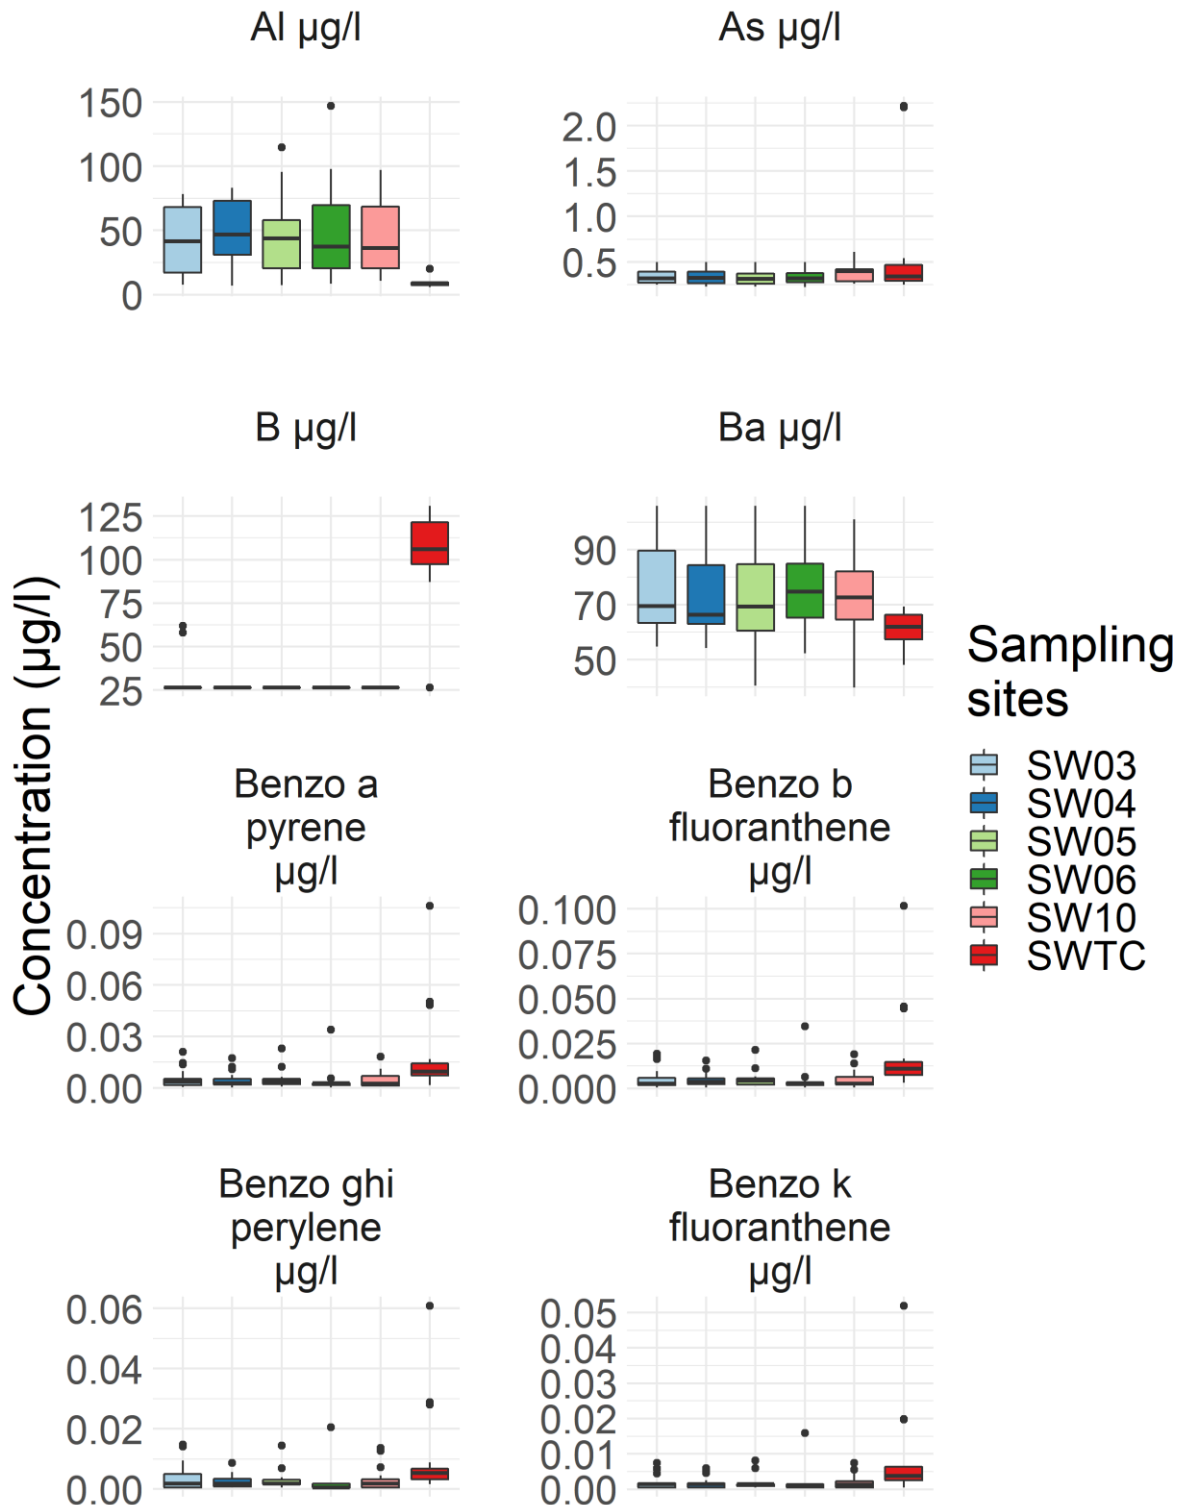 Al µg/l
As µg/l
150
100
50
0
2.0
1.5
1.0
0.5
B µg/l
Ba µg/l
125
100
75
50
25
90
70
50
Concentration (µg/l)
Benzo a
pyrene
µg/l
Benzo b
fluoranthene
µg/l
0.09
0.06
0.03
0.00
0.100
0.075
0.050
0.025
0.000
Benzo ghi
perylene
µg/l
Benzo k
fluoranthene
µg/l
0.06
0.04
0.02
0.00
0.05
0.04
0.03
0.02
0.01
0.00
Sampling
sites
SW03
SW04
SW05
SW06
SW10
SWTC